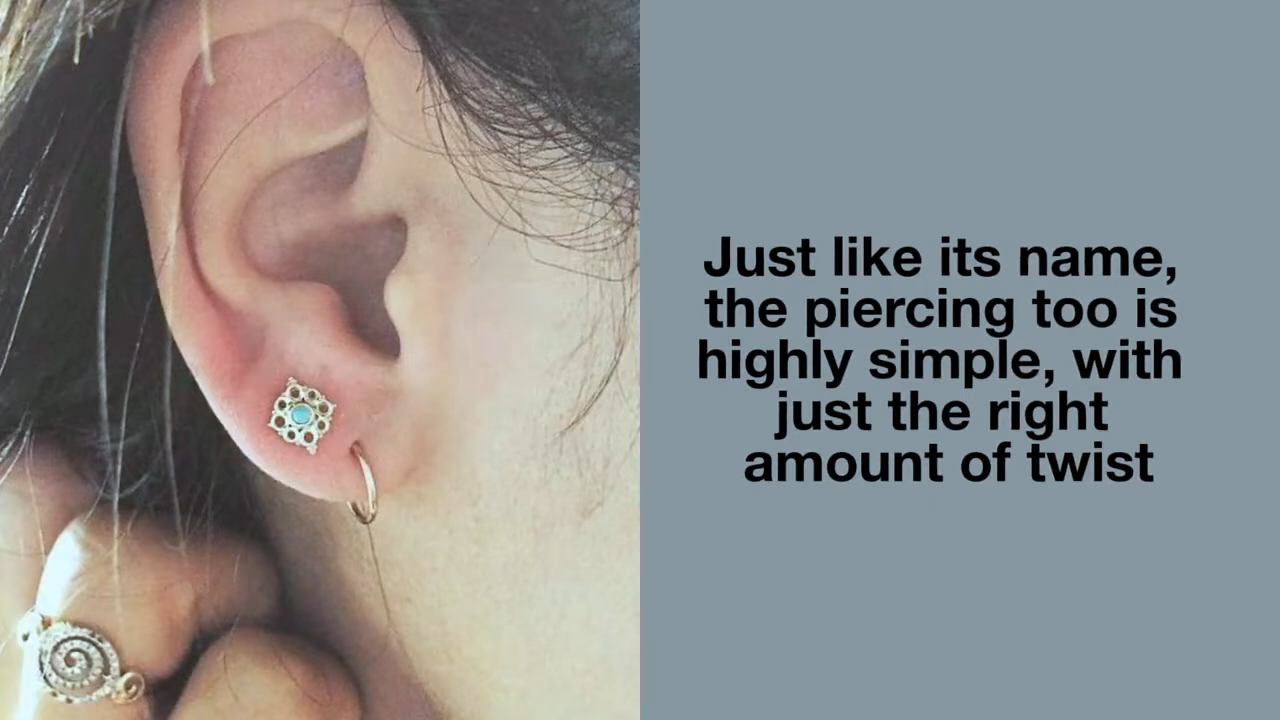 Just like its name,
the piercing too is
highly simple, with
just the right
amount of twist